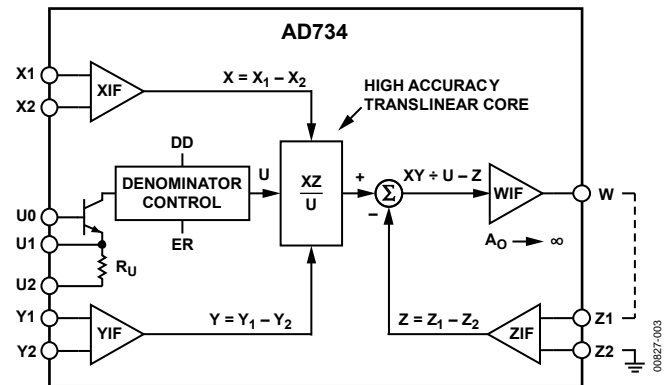 AD734
X1
X2
XIF
X = X1 – X2
HIGH ACCURACY
TRANSLINEAR CORE
DD
DENOMINATOR
CONTROL
ER
U
XZ
U
+
–
Σ
XY ÷ U – Z
WIF
AO → ∞
W
U0
U1
U2
RU
Y1
Y2
YIF
Y = Y1 – Y2
Z = Z1 – Z2
ZIF
Z1
Z2
00827-003